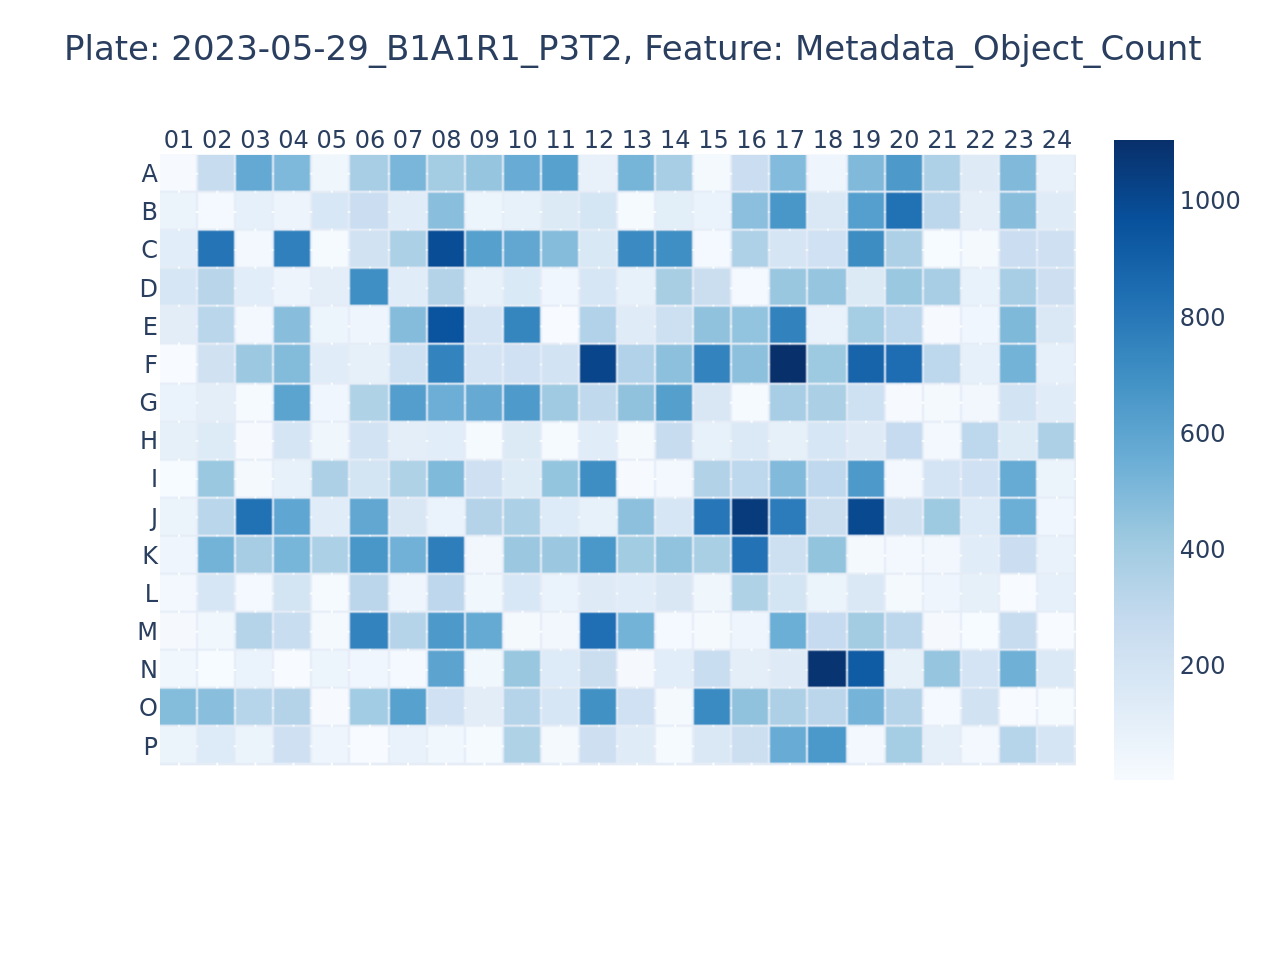 Plate: 2023-05-29_B1A1R1_P3T2, Feature: Metadata_Object_Count
01 02 03 04 05 06 07 08 09 10 11 12 13 14 15 16 17 18 19 20 21 22 23 24
A
B
C
D
E
F
G
H
I
J
K
L
M
N
O
P
1000
800
600
400
200